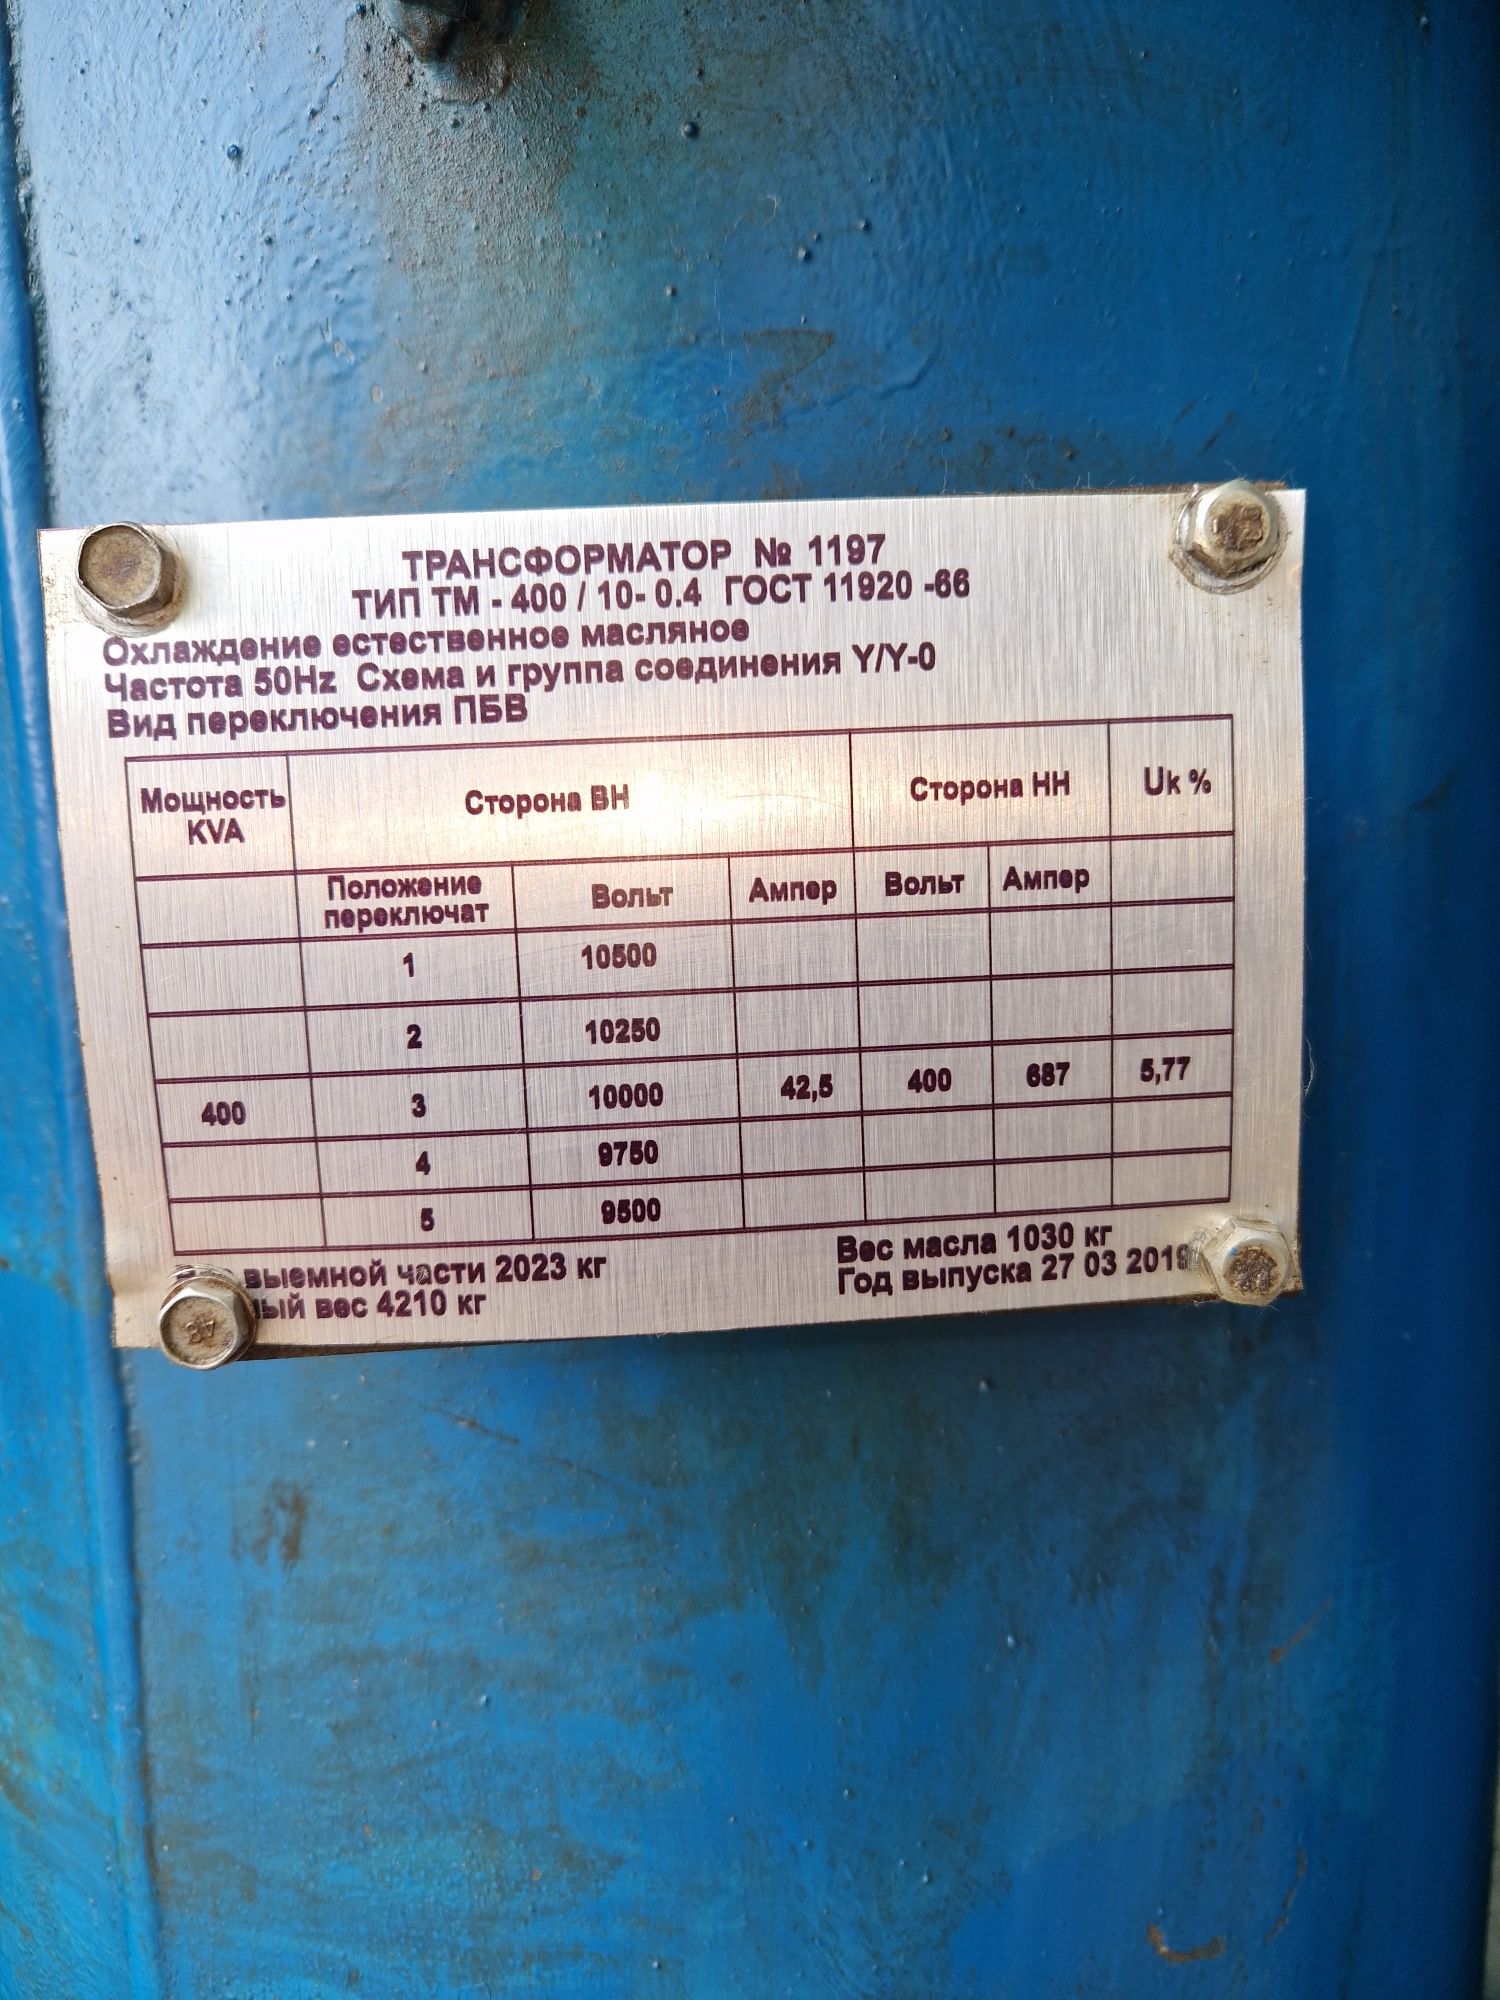 ТРАНСФОРМАТОР № 1197
ТИП ТМ - 400 / 10- 0.4 ГОСТ 11920 -66
Охлаждение естественное масляное
Частота 50Hz Схема и группа соединения Y/Y-0
Вид переключения ПБВ
Мощность KVA Сторона ВН Сторона НН Uk %
Положение переключат Вольт Ампер Вольт Ампер
1 10500
2 10250
400 3 10000 42,5 400 687 5,77
4 9750
5 9500
выемной части 2023 кг Вес масла 1030 кг
вес 4210 кг Год выпуска 27 03 2019